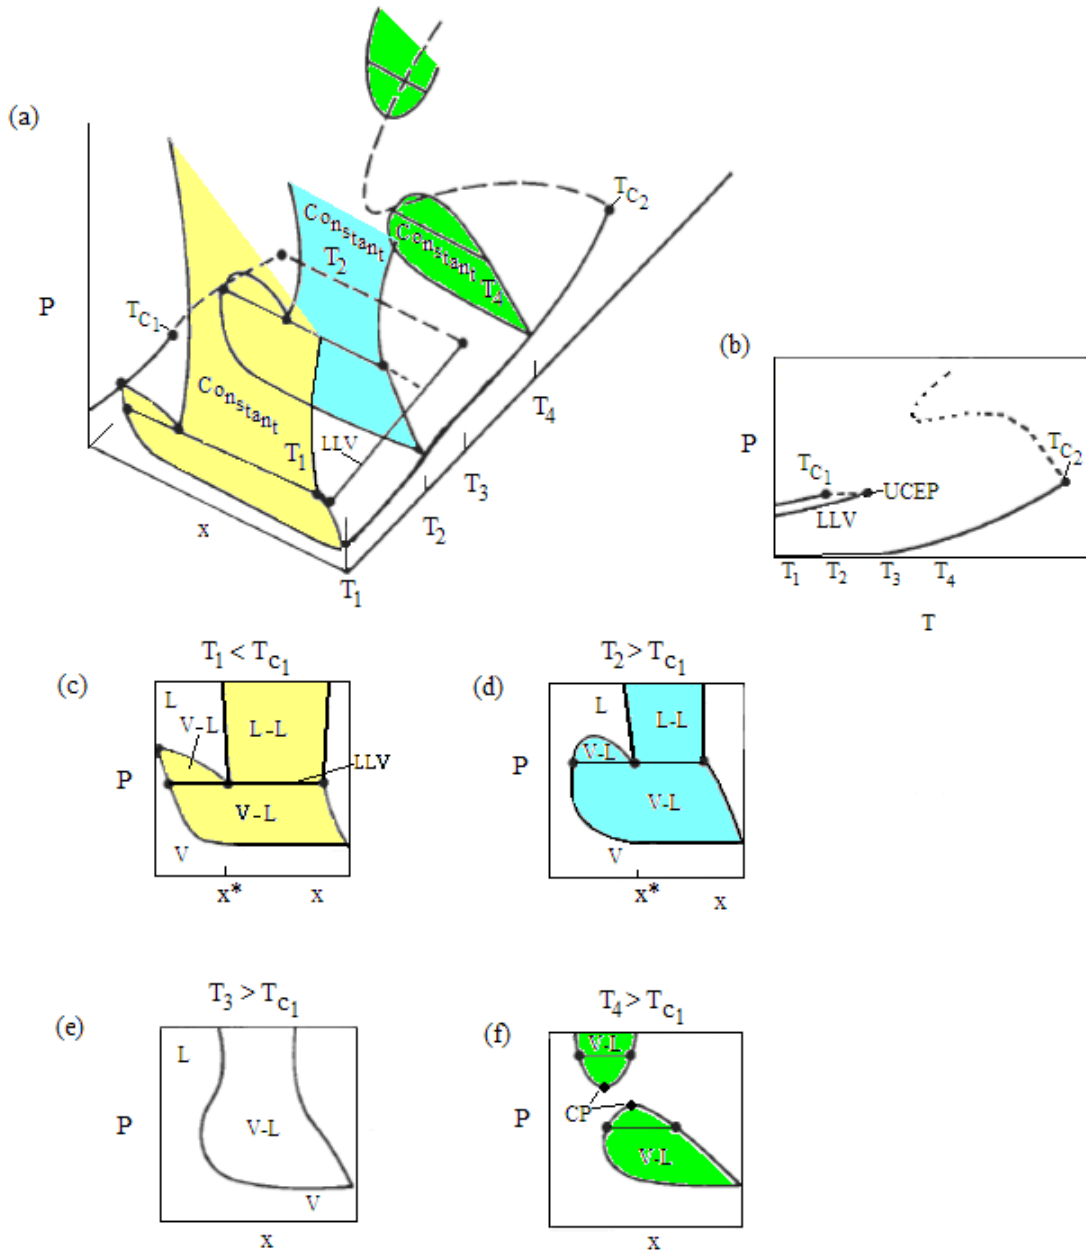 (a)
P
T_C1
Constant T_1
Constant T_2
Constant T_4
T_C2
LLV
x
T_1
T_2
T_3
T_4
(b)
P
T_C1
T_C2
UCEP
LLV
T_1 T_2 T_3 T_4
T
(c)
T_1 < T_C1
L
V-L
L-L
LLV
P
V-L
V
x* x
(d)
T_2 > T_C1
L
L-L
V-L
P
V-L
V
x* x
(e)
T_3 > T_C1
L
P
V-L
V
x
(f)
T_4 > T_C1
V-L
CP
P
V-L
x